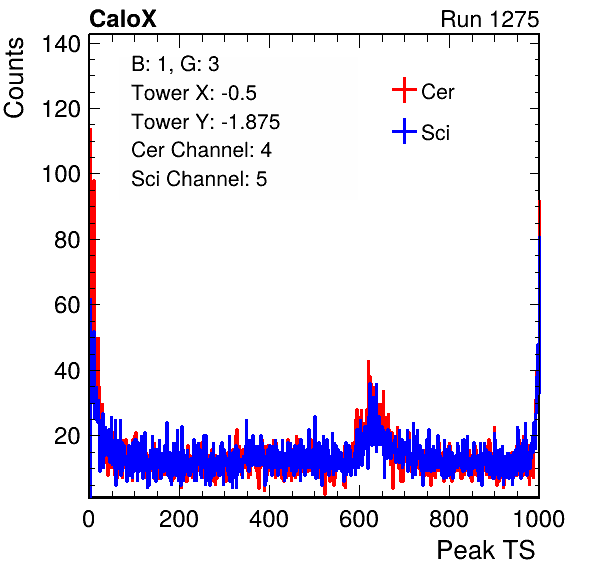 CaloX Run 1275
Counts
140
120
100
80
60
40
20
B: 1, G: 3
Tower X: -0.5
Tower Y: -1.875
Cer Channel: 4
Sci Channel: 5
Cer
Sci
0 200 400 600 800 1000
Peak TS